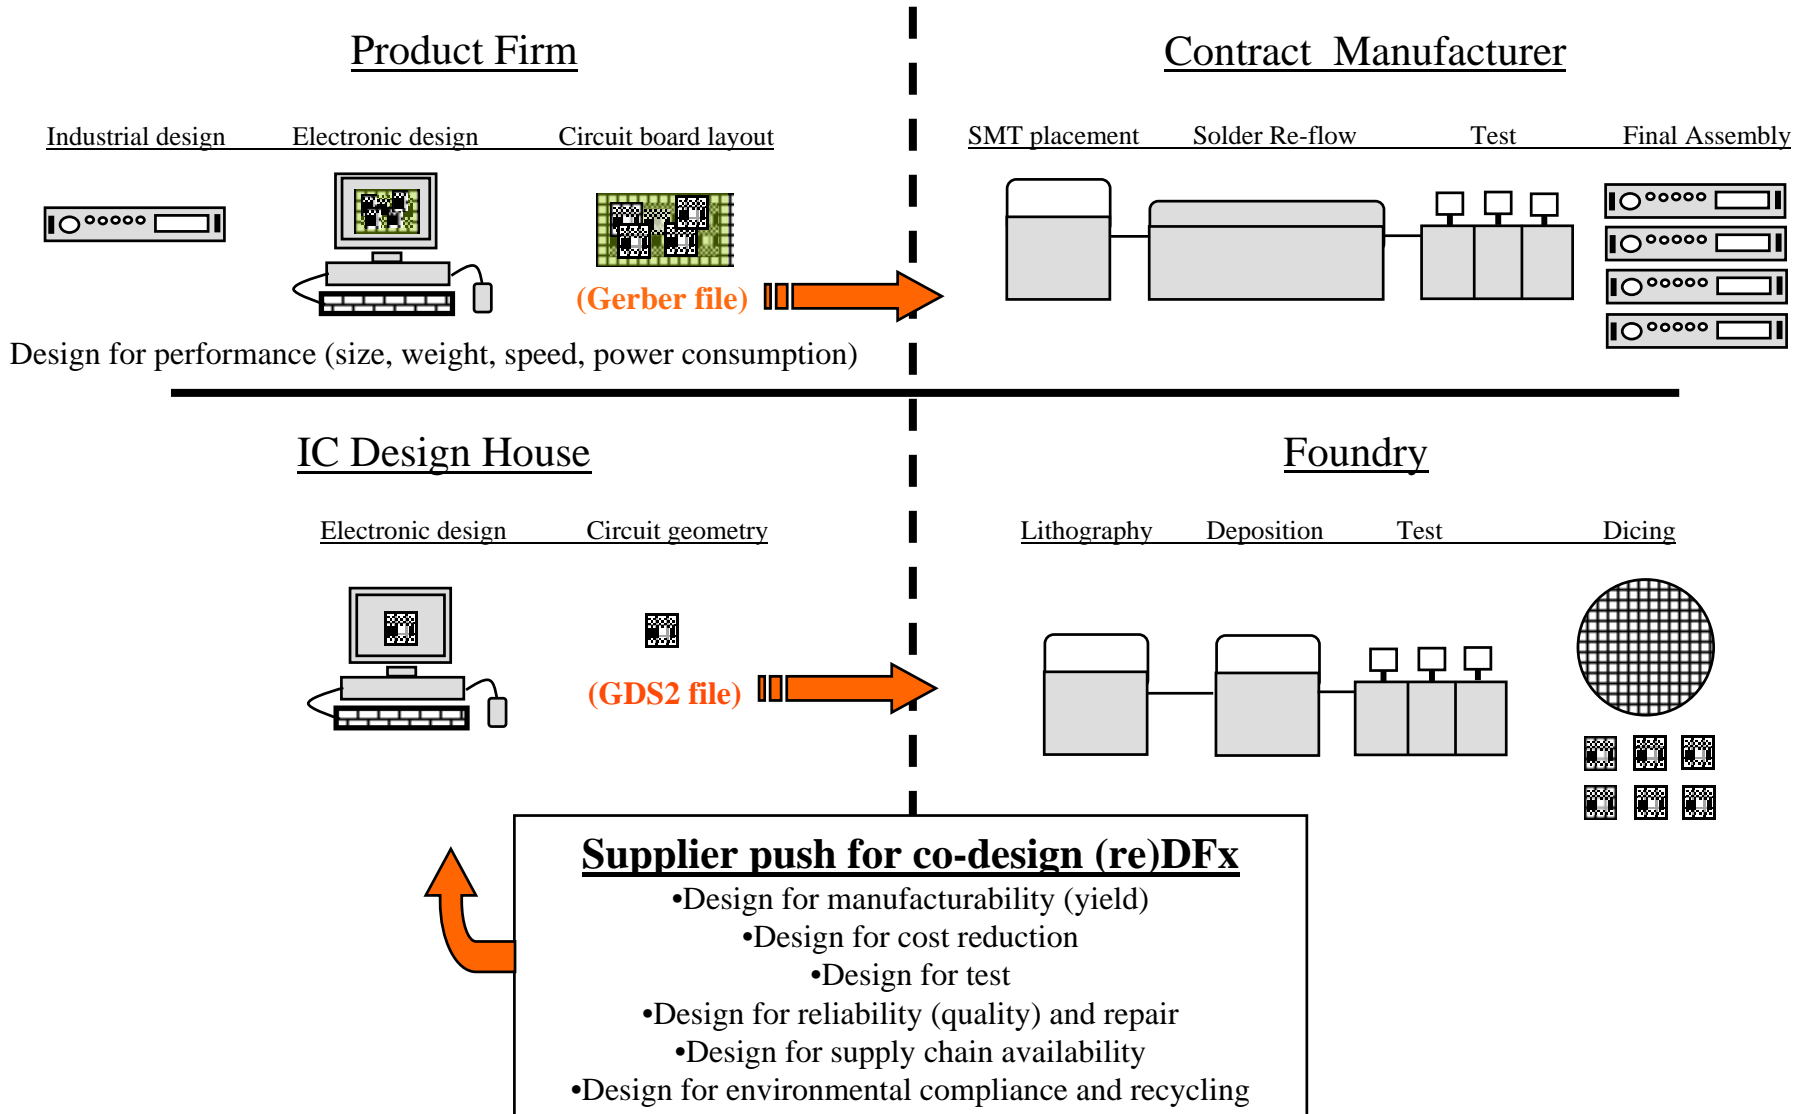 Product Firm
Contract Manufacturer
Industrial design Electronic design Circuit board layout
SMT placement Solder Re-flow Test Final Assembly
(Gerber file)
Design for performance (size, weight, speed, power consumption)
IC Design House
Foundry
Electronic design Circuit geometry
Lithography Deposition Test Dicing
(GDS2 file)
Supplier push for co-design (re)DFx
•Design for manufacturability (yield)
•Design for cost reduction
•Design for test
•Design for reliability (quality) and repair
•Design for supply chain availability
•Design for environmental compliance and recycling